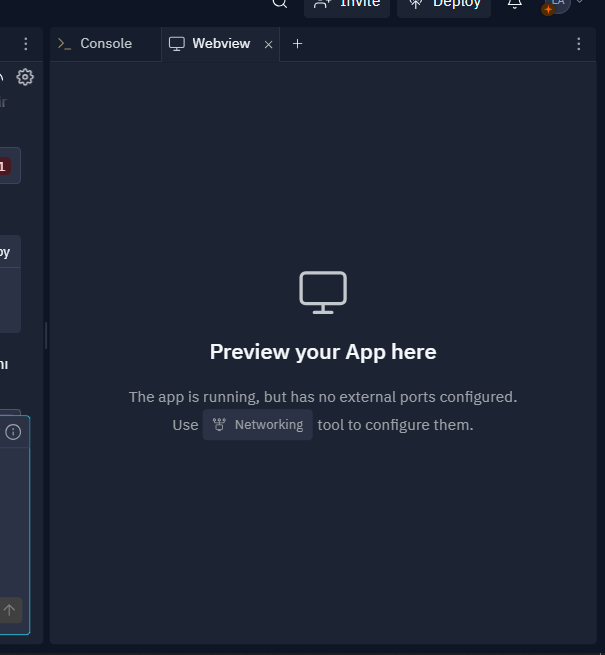 Invite
Deploy
Console
Webview
1
Preview your App here
The app is running, but has no external ports configured.
Use Networking tool to configure them.